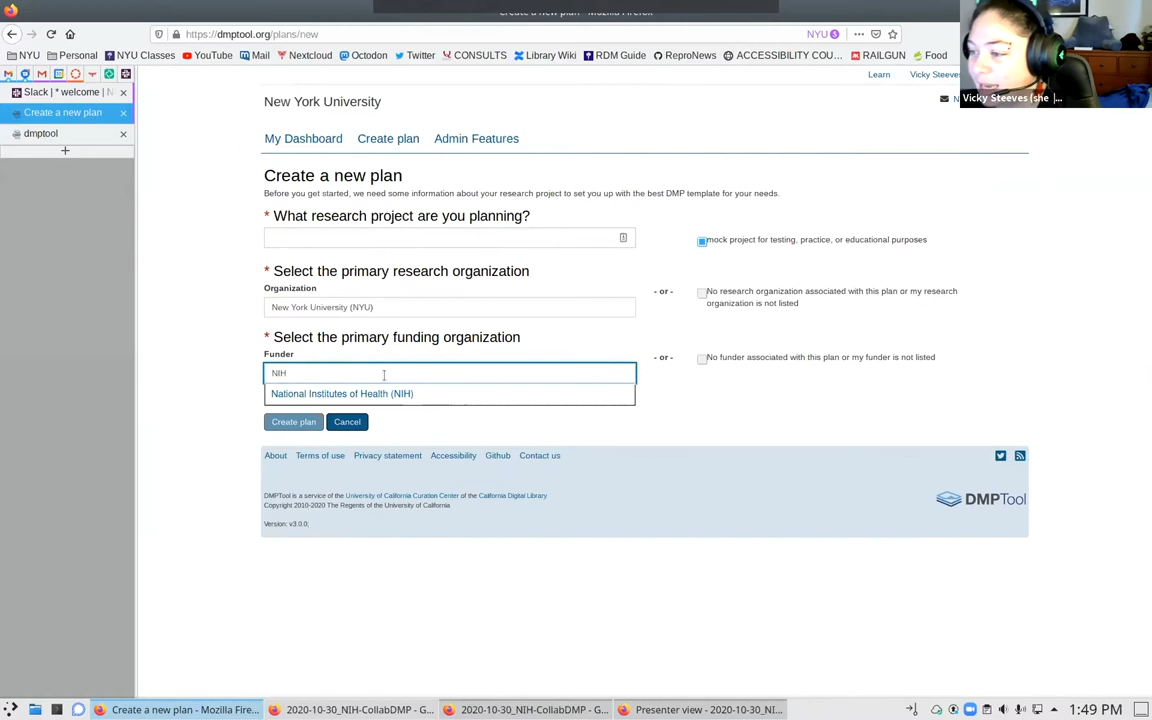 Create a new plan - Mozilla Firefox
https://dmptool.org/plans/new
NYU
NYU Personal NYU Classes YouTube Mail Nextcloud Octodon Twitter CONSULTS Library Wiki RDM Guide ReproNews ACCESSIBILITY COU... RAILGUN Food
Slack | * welcome | N
Create a new plan
dmptool
Learn Vicky Steeves
Vicky Steeves (she |...
New York University
My Dashboard Create plan Admin Features
Create a new plan
Before you get started, we need some information about your research project to set you up with the best DMP template for your needs.
* What research project are you planning?
mock project for testing, practice, or educational purposes
* Select the primary research organization
Organization
New York University (NYU)
- or -
No research organization associated with this plan or my research
organization is not listed
* Select the primary funding organization
Funder
NIH
- or -
No funder associated with this plan or my funder is not listed
National Institutes of Health (NIH)
Create plan Cancel
About Terms of use Privacy statement Accessibility Github Contact us
DMPTool is a service of the University of California Curation Center of the California Digital Library
Copyright 2010-2020 The Regents of the University of California
DMPTool
Version: v3.0.0;
Create a new plan - Mozilla Fire... 2020-10-30_NIH-CollabDMP - G... 2020-10-30_NIH-CollabDMP - G... Presenter view - 2020-10-30_NI... 1:49 PM